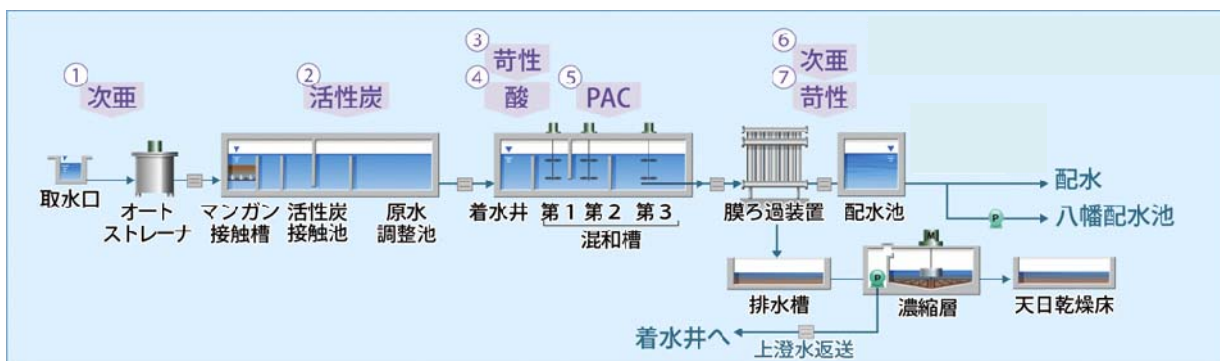 ① 次亜
② 活性炭
③ 苛性
④ 酸
⑤ PAC
⑥ 次亜
⑦ 苛性
取水口
オート
ストレーナ
マンガン
接触槽
活性炭
接触池
原水
調整池
着水井
第1
第2
第3
混和槽
膜ろ過装置
配水池
配水
P
八幡配水池
排水槽
M
P
濃縮層
天日乾燥床
着水井へ
上澄水返送